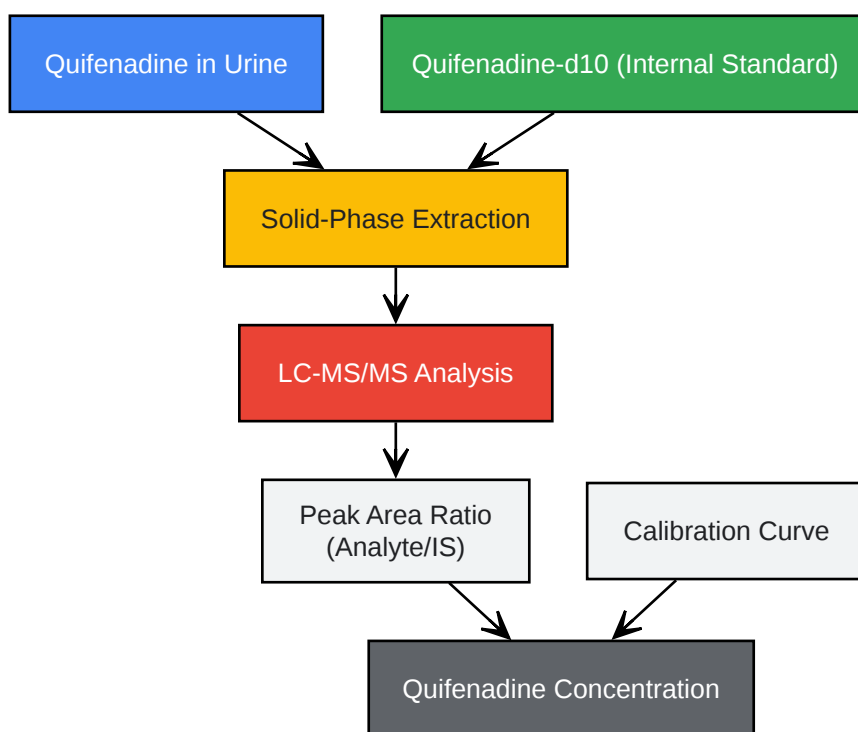 Quifenadine in Urine
Quifenadine-d10 (Internal Standard)
Solid-Phase Extraction
LC-MS/MS Analysis
Peak Area Ratio
(Analyte/IS)
Calibration Curve
Quifenadine Concentration